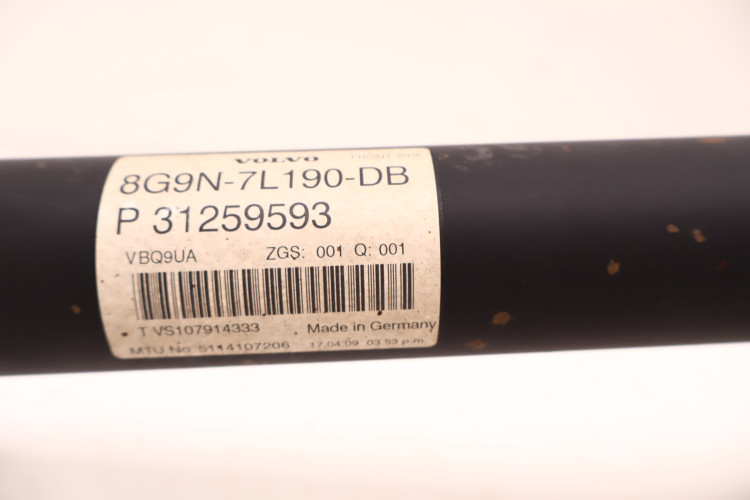 VOLVO
8G9N-7L190-DB
P 31259593
VBQ9UA ZGS: 001 Q: 001
T VS107914333 Made in Germany
MTU No. 5114107206 17.04.09 03.53 p.m